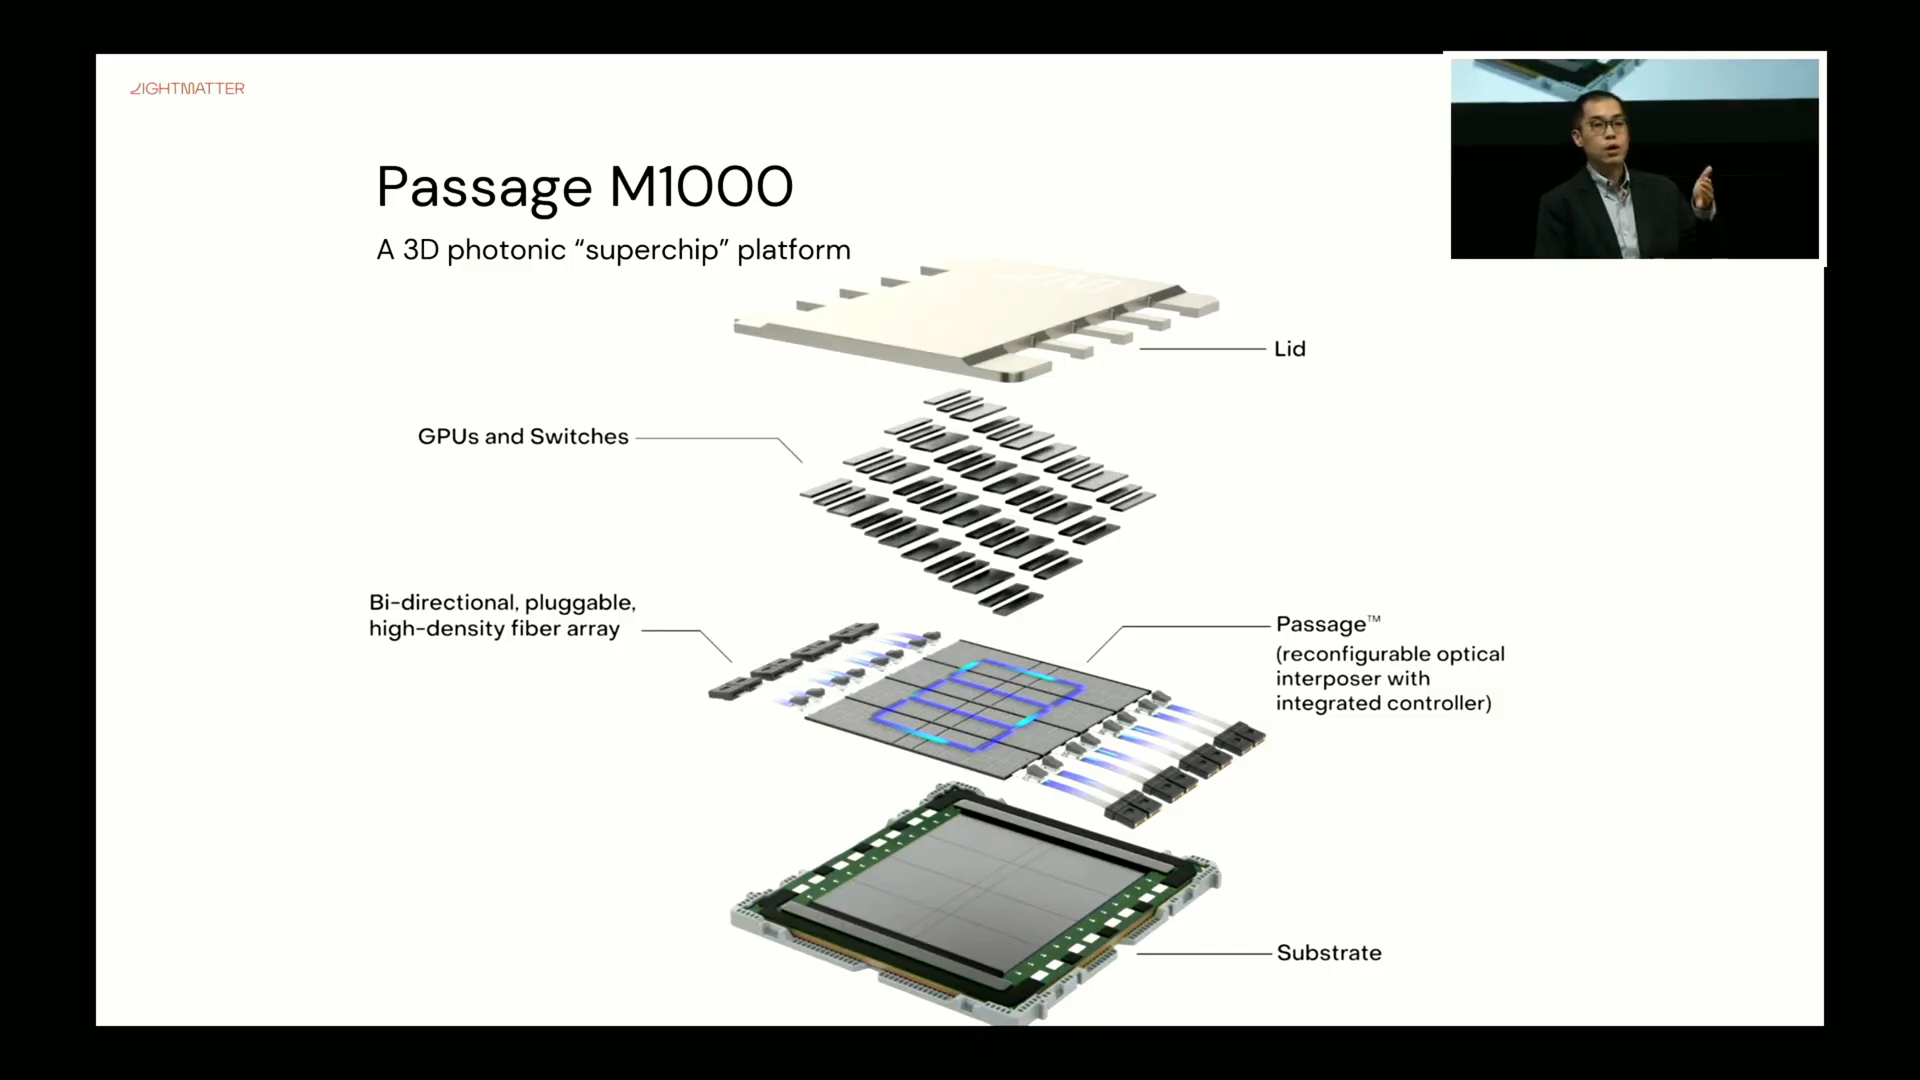 LIGHTMATTER
Passage M1000
A 3D photonic “superchip” platform
Lid
GPUs and Switches
Bi-directional, pluggable,
high-density fiber array
Passage™
(reconfigurable optical
interposer with
integrated controller)
Substrate